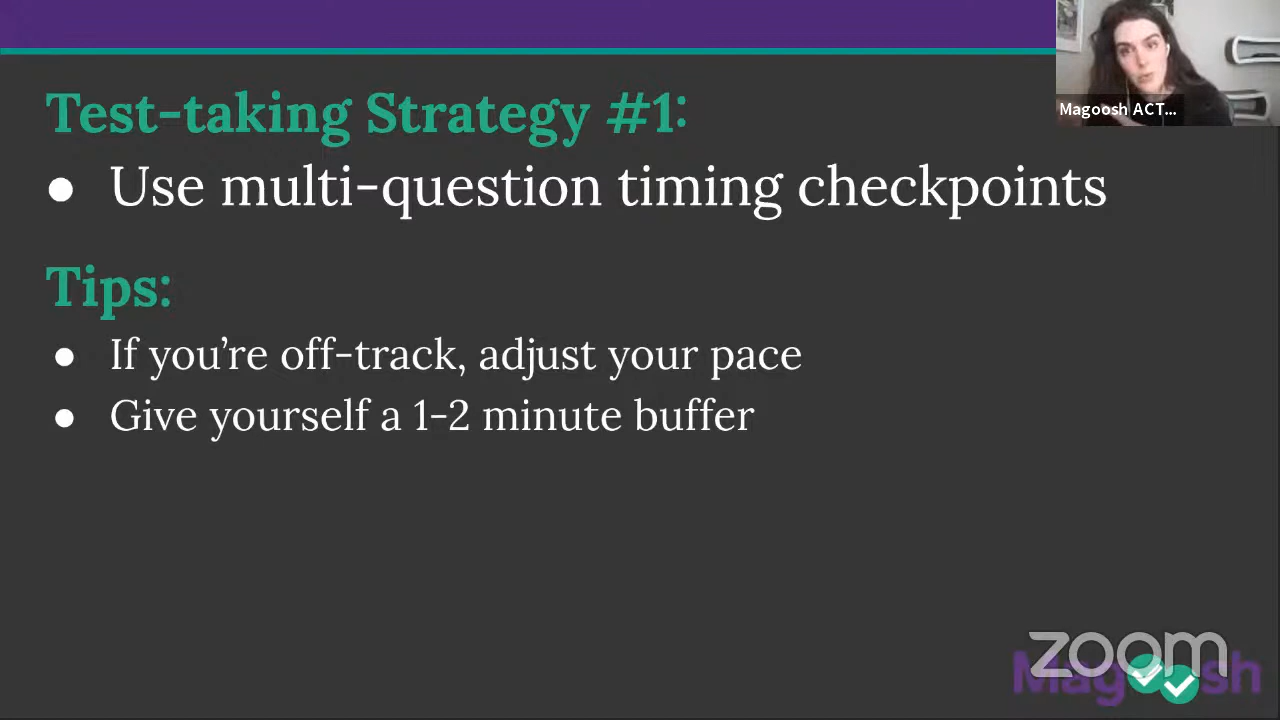 Test-taking Strategy #1:
● Use multi-question timing checkpoints
Tips:
● If you’re off-track, adjust your pace
● Give yourself a 1-2 minute buffer
Magoosh ACT...
zoom
Magoosh